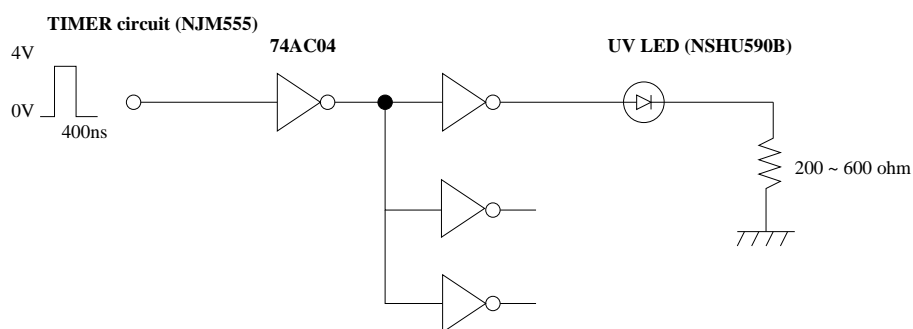 TIMER circuit (NJM555)
74AC04
UV LED (NSHU590B)
4V
0V
400ns
200 ~ 600 ohm